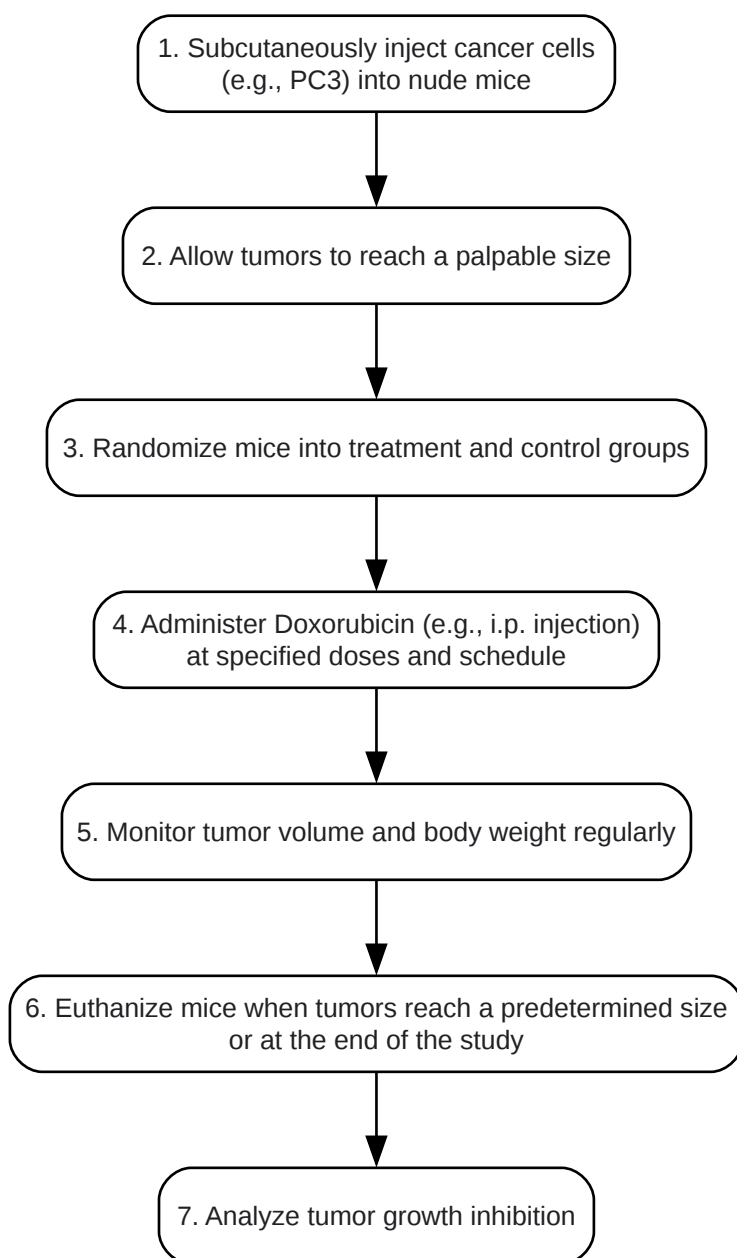 1. Subcutaneously inject cancer cells
(e.g., PC3) into nude mice
2. Allow tumors to reach a palpable size
3. Randomize mice into treatment and control groups
4. Administer Doxorubicin (e.g., i.p. injection)
at specified doses and schedule
5. Monitor tumor volume and body weight regularly
6. Euthanize mice when tumors reach a predetermined size
or at the end of the study
7. Analyze tumor growth inhibition